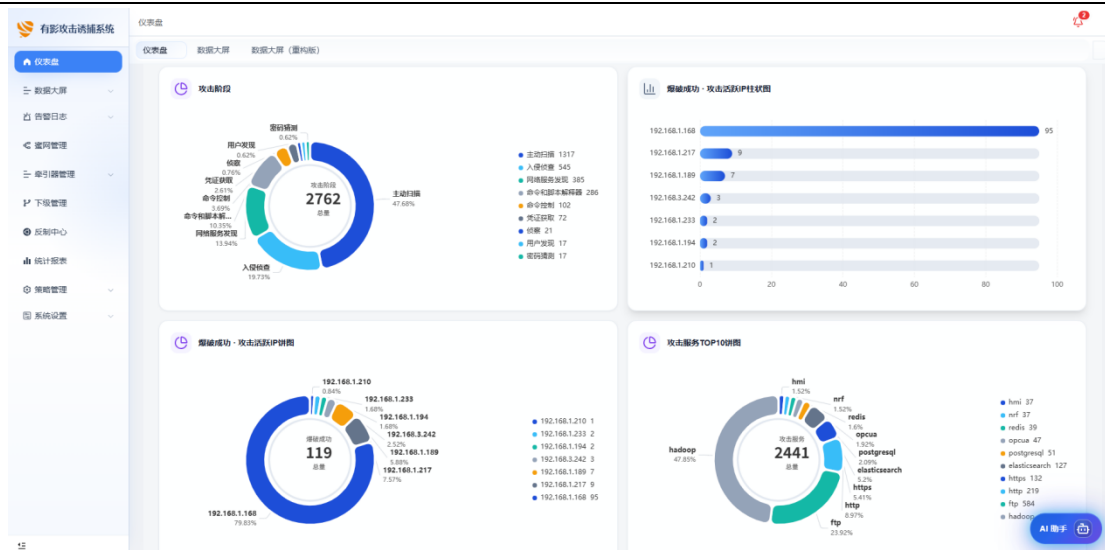 有影攻击诱捕系统
仪表盘
2
仪表盘
数据大屏
数据大屏（重构版）
仪表盘
数据大屏
告警日志
蜜网管理
牵引器管理
下级管理
反制中心
统计报表
策略管理
系统设置
攻击阶段
密码猜测
0.62%
用户发现
0.62%
侦察
0.76%
凭证获取
2.61%
命令控制
3.69%
命令和脚本解...
10.35%
网络服务发现
13.94%
入侵侦查
19.73%
主动扫描
47.68%
攻击阶段
2762
总量
主动扫描 1317
入侵侦查 545
网络服务发现 385
命令和脚本解释器 286
命令控制 102
凭证获取 72
侦察 21
用户发现 17
密码猜测 17
爆破成功 · 攻击活跃IP柱状图
192.168.1.168 95
192.168.1.217 9
192.168.1.189 7
192.168.3.242 3
192.168.1.233 2
192.168.1.194 2
192.168.1.210 1
0 20 40 60 80 100
爆破成功 · 攻击活跃IP饼图
192.168.1.210
0.84%
192.168.1.233
1.68%
192.168.1.194
1.68%
192.168.3.242
2.52%
192.168.1.189
5.88%
192.168.1.217
7.57%
192.168.1.168
79.83%
爆破成功
119
总量
192.168.1.210 1
192.168.1.233 2
192.168.1.194 2
192.168.3.242 3
192.168.1.189 7
192.168.1.217 9
192.168.1.168 95
攻击服务TOP10饼图
hmi
1.52%
nrf
1.52%
redis
1.6%
opcua
1.92%
postgresql
2.09%
elasticsearch
5.2%
https
5.41%
http
8.97%
ftp
23.92%
hadoop
47.85%
攻击服务
2441
总量
hmi 37
nrf 37
redis 39
opcua 47
postgresql 51
elasticsearch 127
https 132
http 219
ftp 584
hadoop
AI 助手